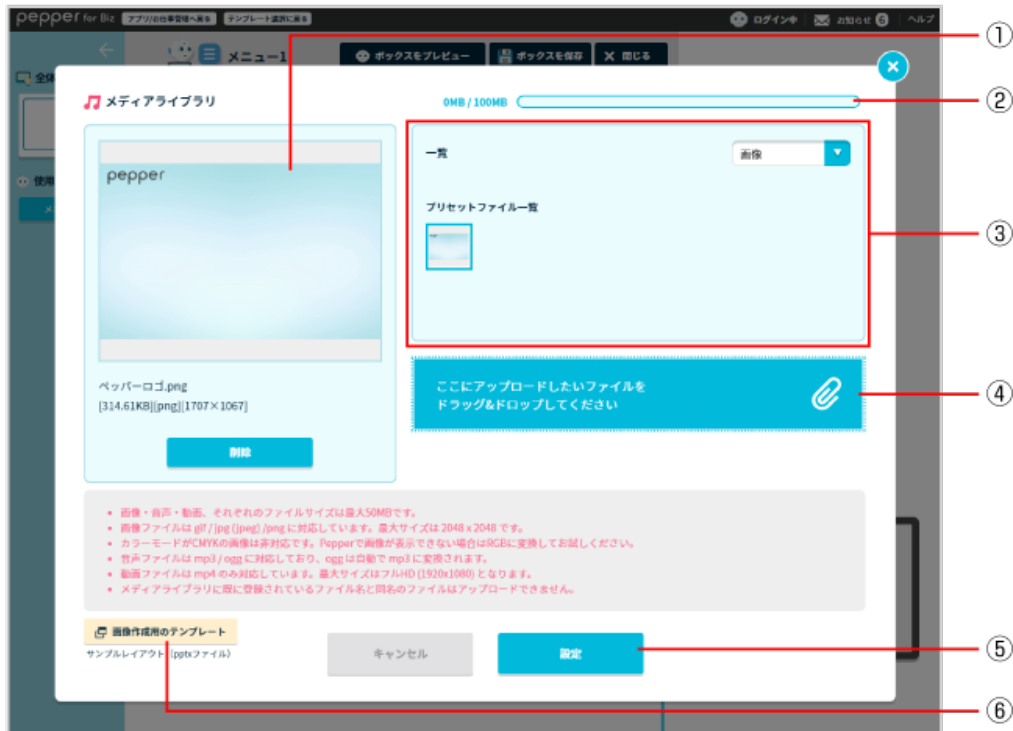 pepper for Biz アプリ/お仕事管理へ戻る テンプレート選択に戻る ログイン中 お知らせ 6 ヘルプ
メニュー1 ボックスをプレビュー ボックスを保存 × 閉じる
①
全体
メディアライブラリ 0MB / 100MB ②
一覧 画像
pepper
使用
プリセットファイル一覧
③
ペッパーロゴ.png
[314.61KB][png][1707×1067]
ここにアップロードしたいファイルを
ドラッグ&ドロップしてください
④
削除
• 画像・音声・動画、それぞれのファイルサイズは最大50MBです。
• 画像ファイルは gif / jpg (jpeg) /png に対応しています。最大サイズは 2048 x 2048 です。
• カラーモードがCMYKの画像は非対応です。Pepperで画像が表示できない場合はRGBに変換してお試しください。
• 音声ファイルは mp3 / ogg に対応しており、ogg は自動で mp3 に変換されます。
• 動画ファイルは mp4 のみ対応しています。最大サイズはフルHD (1920x1080) となります。
• メディアライブラリに既に登録されているファイル名と同名のファイルはアップロードできません。
画像作成用のテンプレート
サンプルレイアウト (pptxファイル)
キャンセル 設定 ⑤
⑥